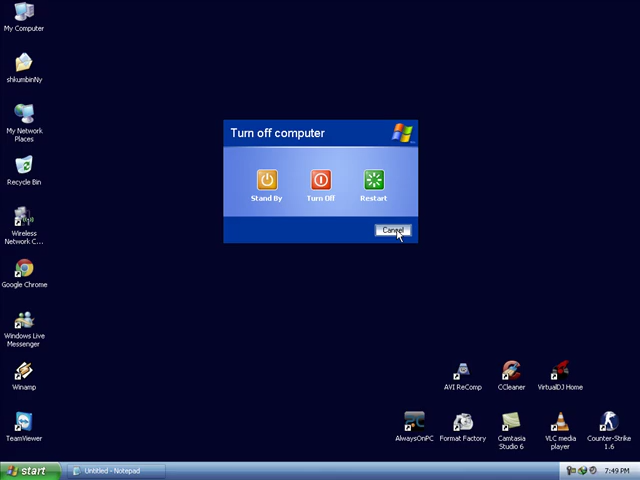 My Computer
shkumbinNy
My Network
Places
Recycle Bin
Wireless
Network C...
Google Chrome
Windows Live
Messenger
Winamp
TeamViewer
Turn off computer
Stand By
Turn Off
Restart
Cancel
AVI ReComp
CCleaner
VirtualDJ Home
AlwaysOnPC
Format Factory
Camtasia
Studio 6
VLC media
player
Counter-Strike
1.6
start
Untitled - Notepad
7:49 PM